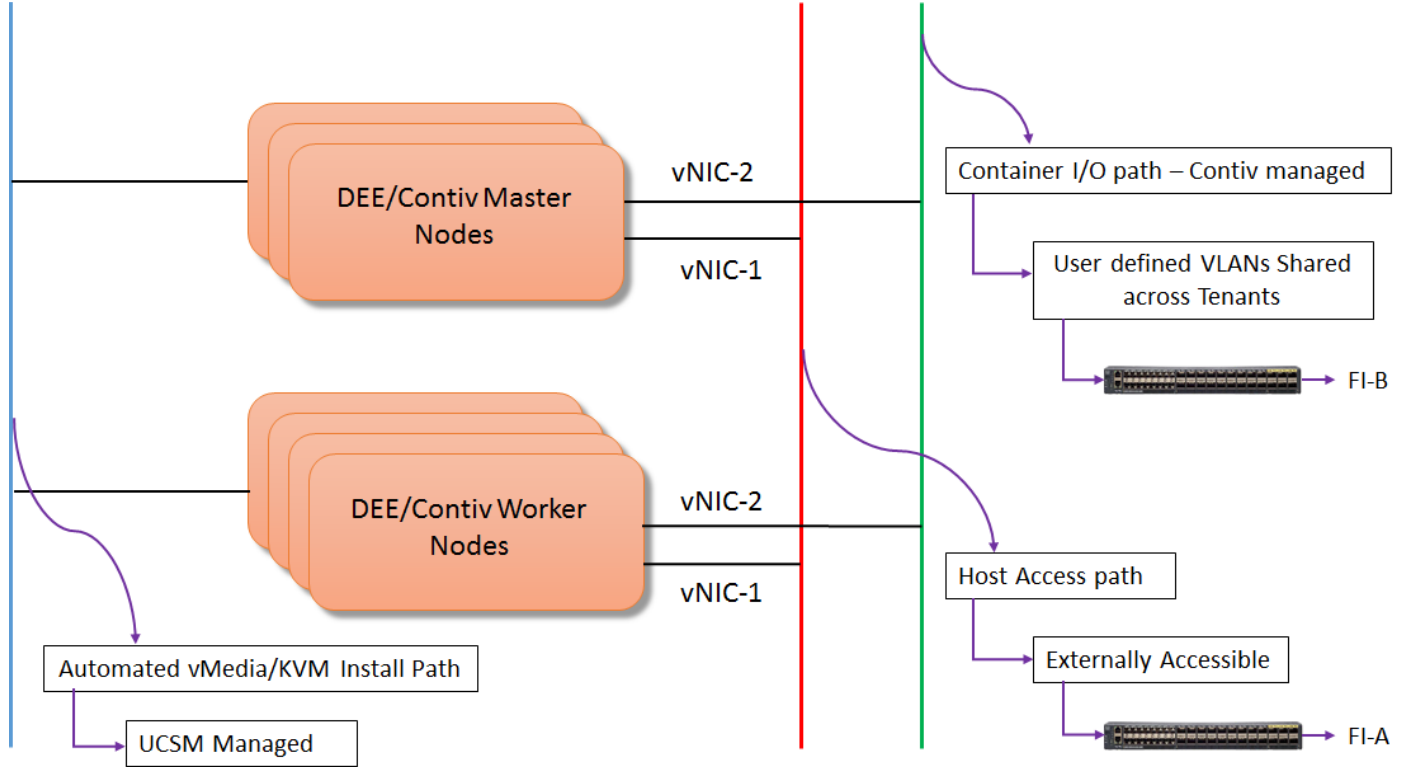 vNIC-2
DEE/Contiv Master
Nodes
vNIC-1
Container I/O path – Contiv managed
User defined VLANs Shared
across Tenants
FI-B
DEE/Contiv Worker
Nodes
vNIC-2
vNIC-1
Host Access path
Externally Accessible
FI-A
Automated vMedia/KVM Install Path
UCSM Managed